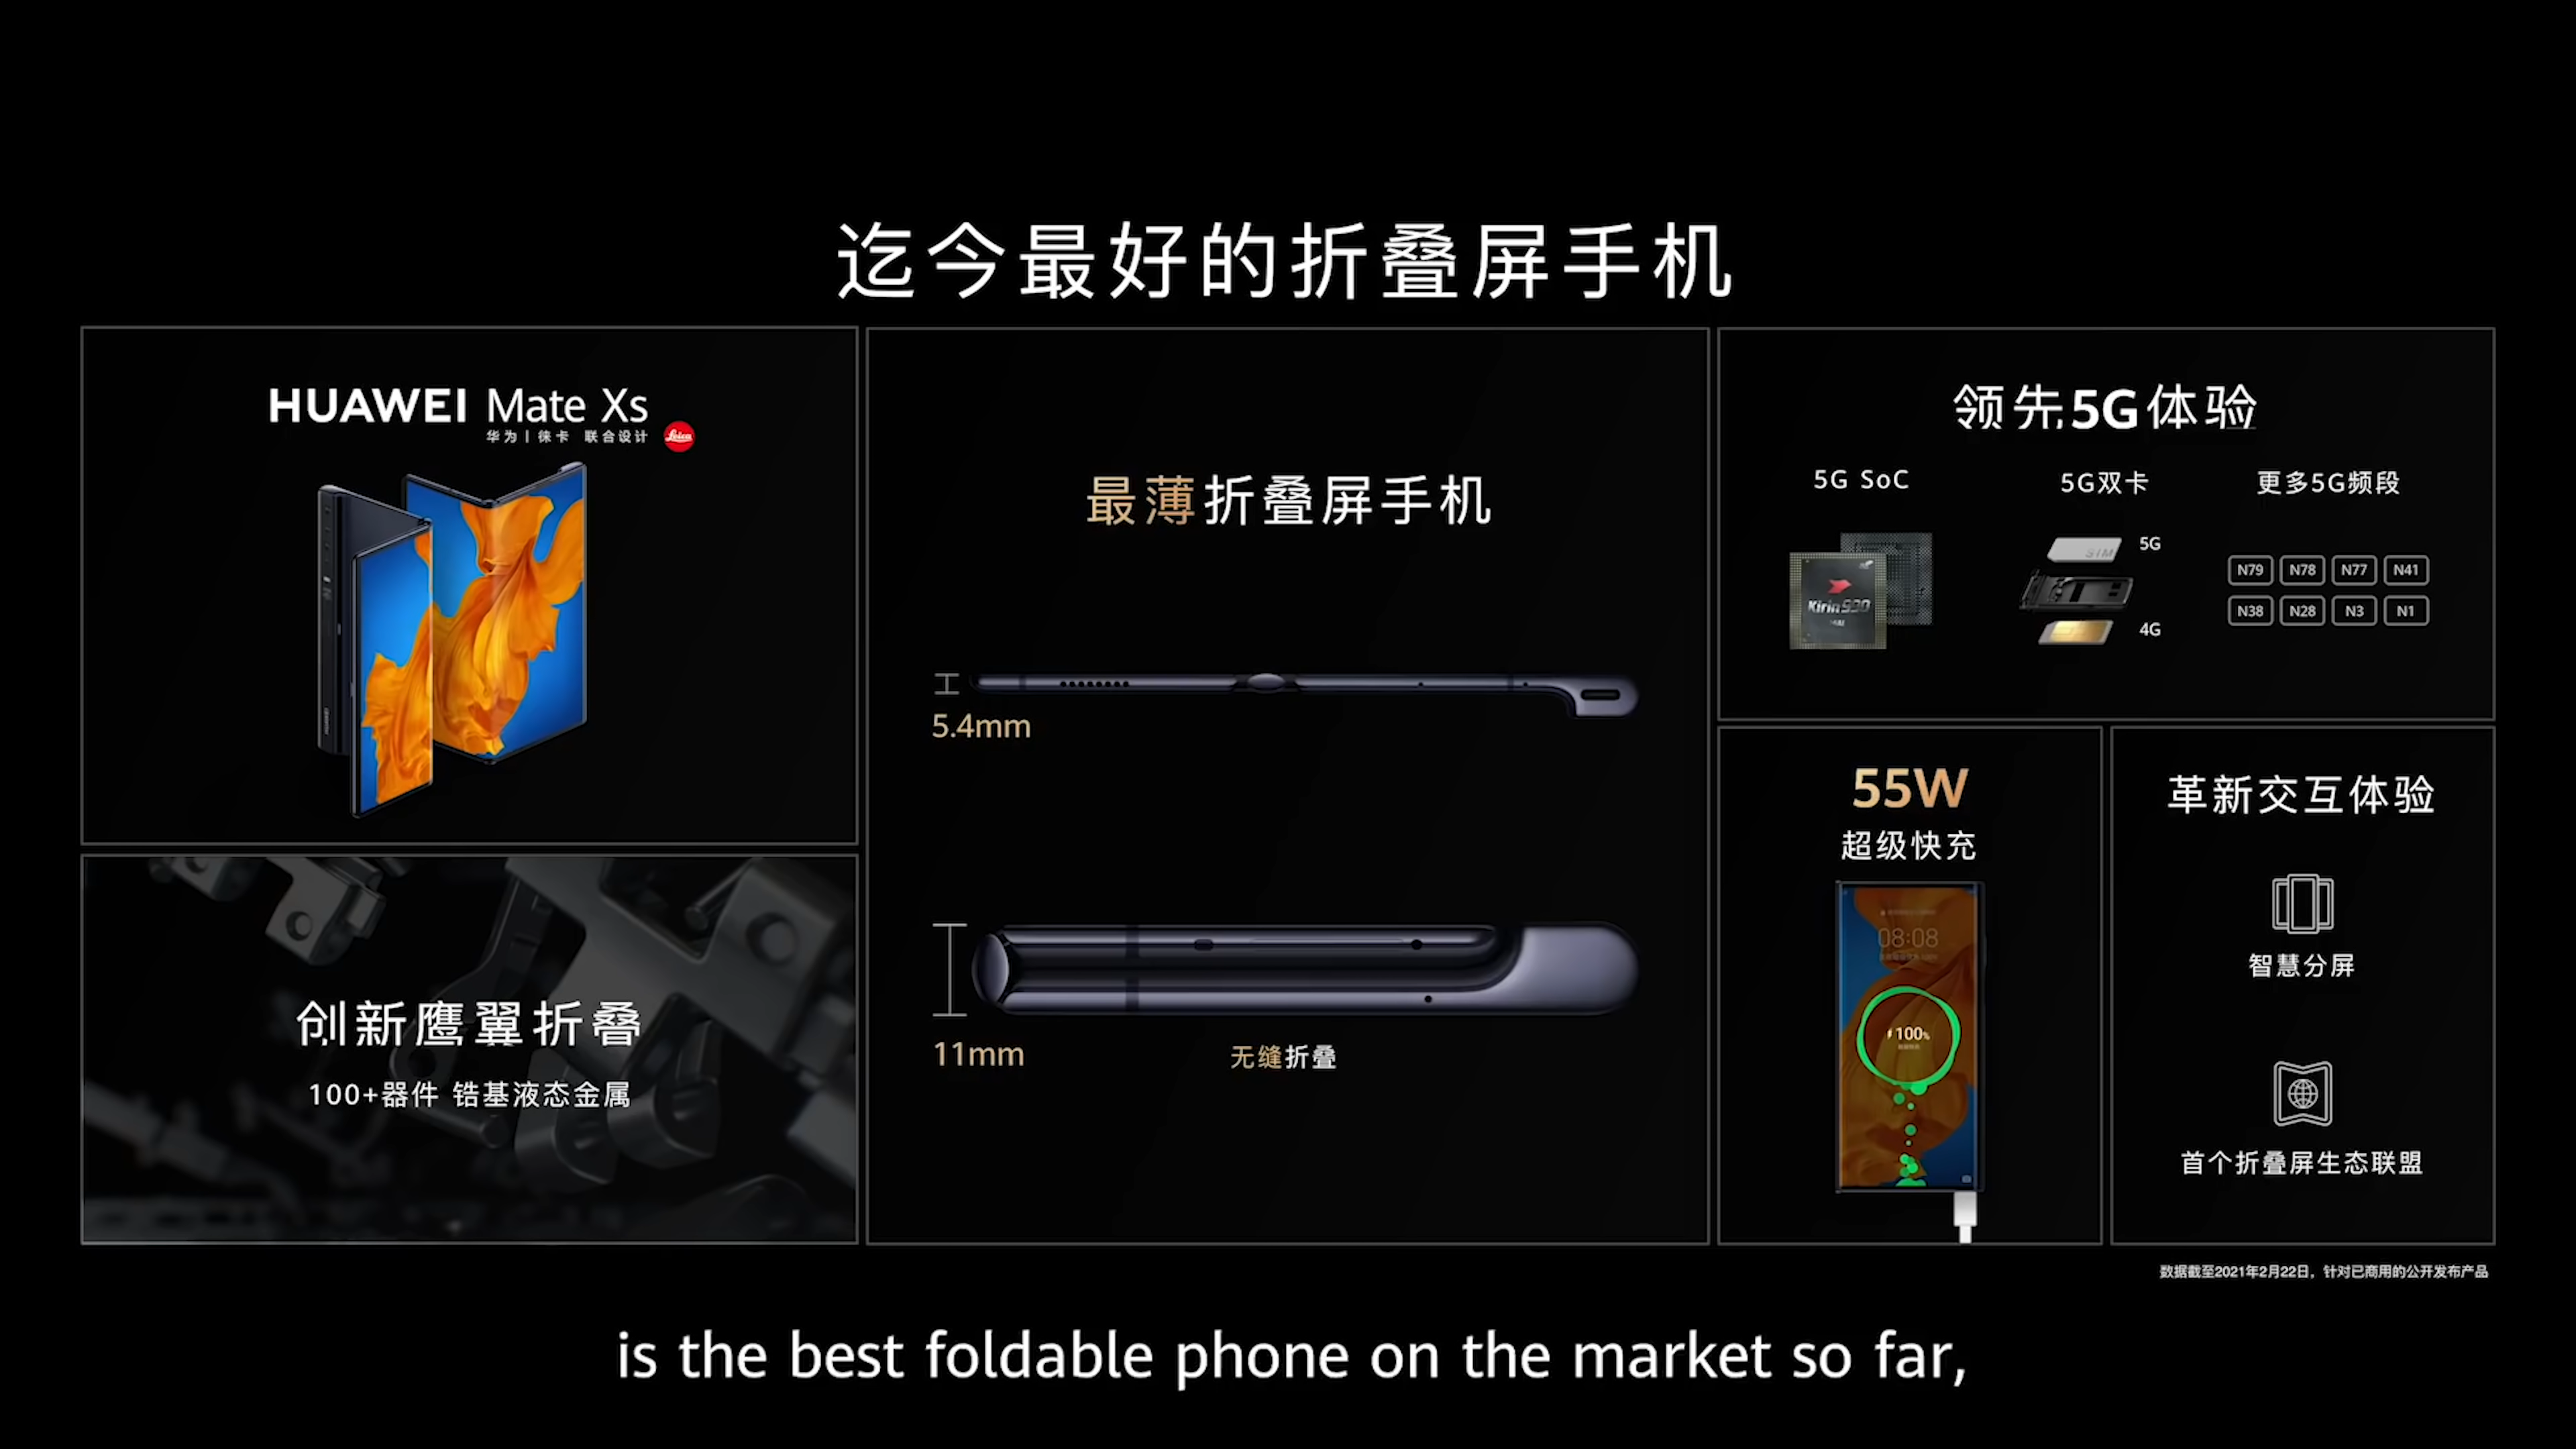 迄今最好的折叠屏手机
HUAWEI Mate Xs
华为 | 徕卡 联合设计
Leica
创新鹰翼折叠
100+器件 锆基液态金属
最薄折叠屏手机
5.4mm
11mm
无缝折叠
领先5G体验
5G SoC
Kirin 990
5G双卡
SIM
5G
4G
更多5G频段
N79 N78 N77 N41
N38 N28 N3 N1
55W
超级快充
08:08
100%
革新交互体验
智慧分屏
首个折叠屏生态联盟
数据截至2021年2月22日，针对已商用的公开发布产品
is the best foldable phone on the market so far,